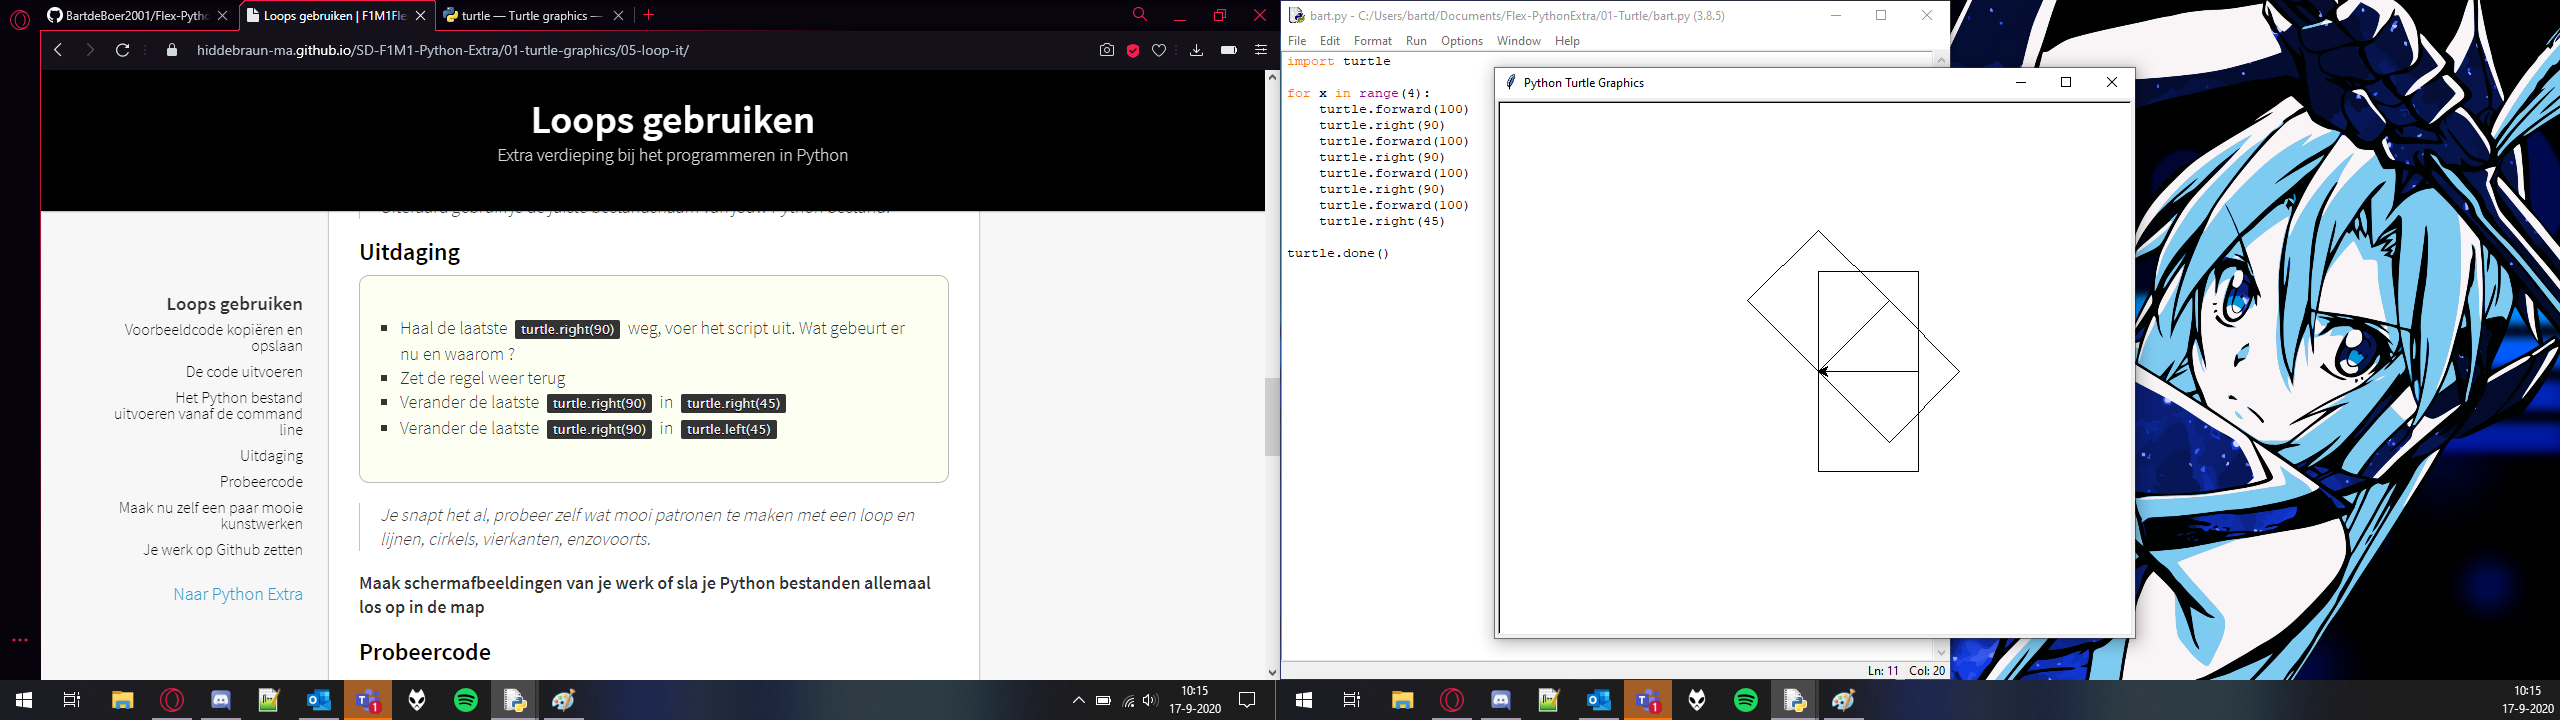 BartdeBoer2001/Flex-Pytho
Loops gebruiken | F1M1Fle
turtle — Turtle graphics —
hiddebraun-ma.github.io/SD-F1M1-Python-Extra/01-turtle-graphics/05-loop-it/
Loops gebruiken
Extra verdieping bij het programmeren in Python
Loops gebruiken
Voorbeeldcode kopiëren en
opslaan
De code uitvoeren
Het Python bestand
uitvoeren vanaf de command
line
Uitdaging
Probeercode
Maak nu zelf een paar mooie
kunstwerken
Je werk op Github zetten
Naar Python Extra
Uitdaging
Haal de laatste turtle.right(90) weg, voer het script uit. Wat gebeurt er
nu en waarom ?
Zet de regel weer terug
Verander de laatste turtle.right(90) in turtle.right(45)
Verander de laatste turtle.right(90) in turtle.left(45)
Je snapt het al, probeer zelf wat mooi patronen te maken met een loop en
lijnen, cirkels, vierkanten, enzovoorts.
Maak schermafbeeldingen van je werk of sla je Python bestanden allemaal
los op in de map
Probeercode
bart.py - C:/Users/bartd/Documents/Flex-PythonExtra/01-Turtle/bart.py (3.8.5)
File Edit Format Run Options Window Help
import turtle
for x in range(4):
turtle.forward(100)
turtle.right(90)
turtle.forward(100)
turtle.right(90)
turtle.forward(100)
turtle.right(90)
turtle.forward(100)
turtle.right(45)
turtle.done()
Python Turtle Graphics
Ln: 11 Col: 20
10:15
17-9-2020
10:15
17-9-2020